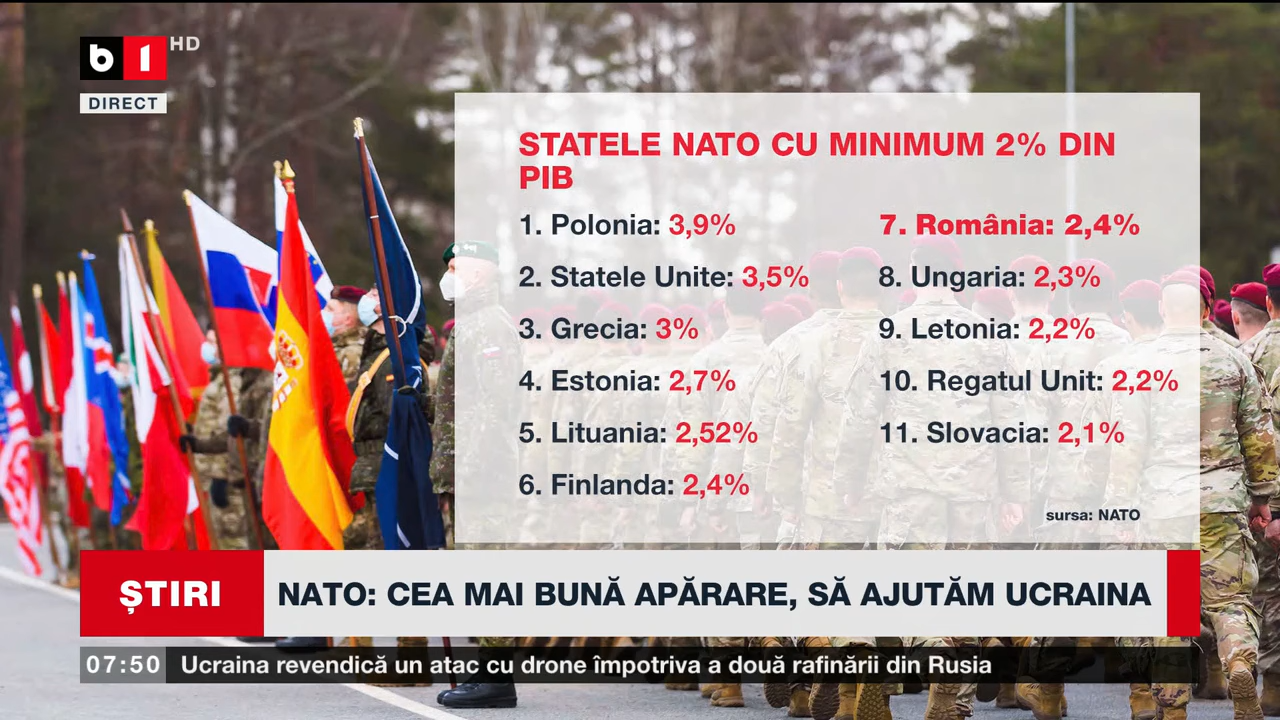 b1 HD
DIRECT
STATELE NATO CU MINIMUM 2% DIN
PIB
1. Polonia: 3,9%
2. Statele Unite: 3,5%
3. Grecia: 3%
4. Estonia: 2,7%
5. Lituania: 2,52%
6. Finlanda: 2,4%
7. România: 2,4%
8. Ungaria: 2,3%
9. Letonia: 2,2%
10. Regatul Unit: 2,2%
11. Slovacia: 2,1%
sursa: NATO
ȘTIRI
NATO: CEA MAI BUNĂ APĂRARE, SĂ AJUTĂM UCRAINA
07:50 Ucraina revendică un atac cu drone împotriva a două rafinării din Rusia